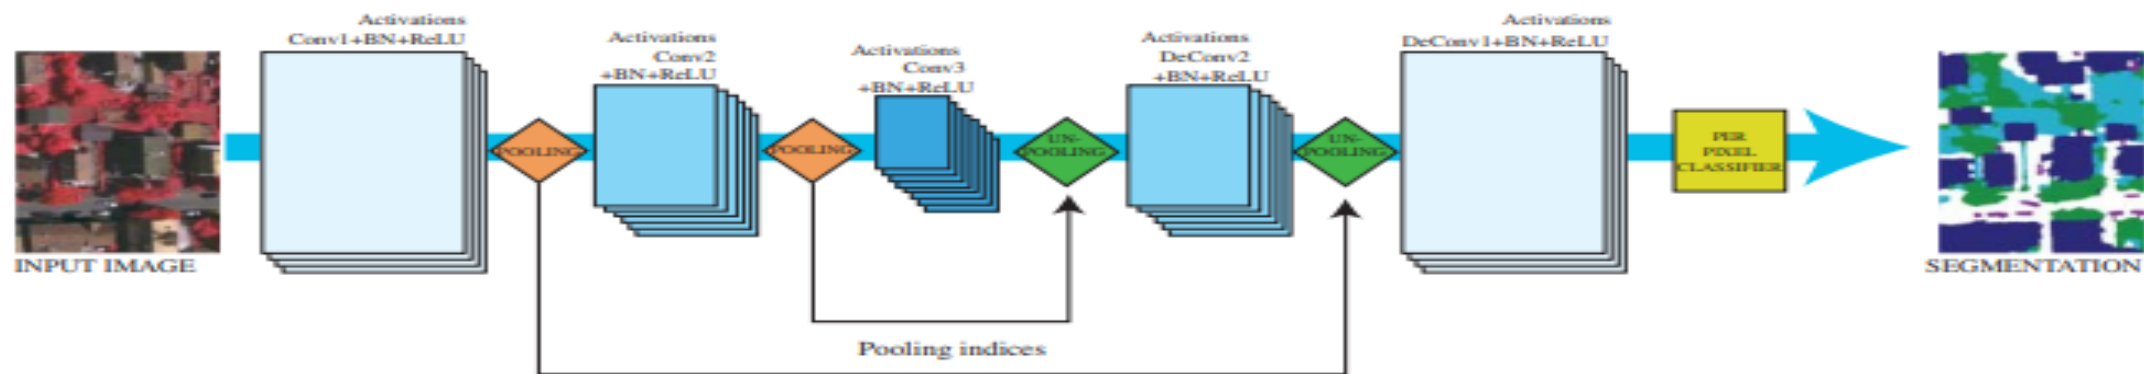 Activations
Conv1+BN+ReLU
Activations
Conv2
+BN+ReLU
Activations
Conv3
+BN+ReLU
Activations
DeConv2
+BN+ReLU
Activations
DeConv1+BN+ReLU
INPUT IMAGE
POOLING
POOLING
UN-
POOLING
UN-
POOLING
PER
PIXEL
CLASSIFIER
SEGMENTATION
Pooling indices